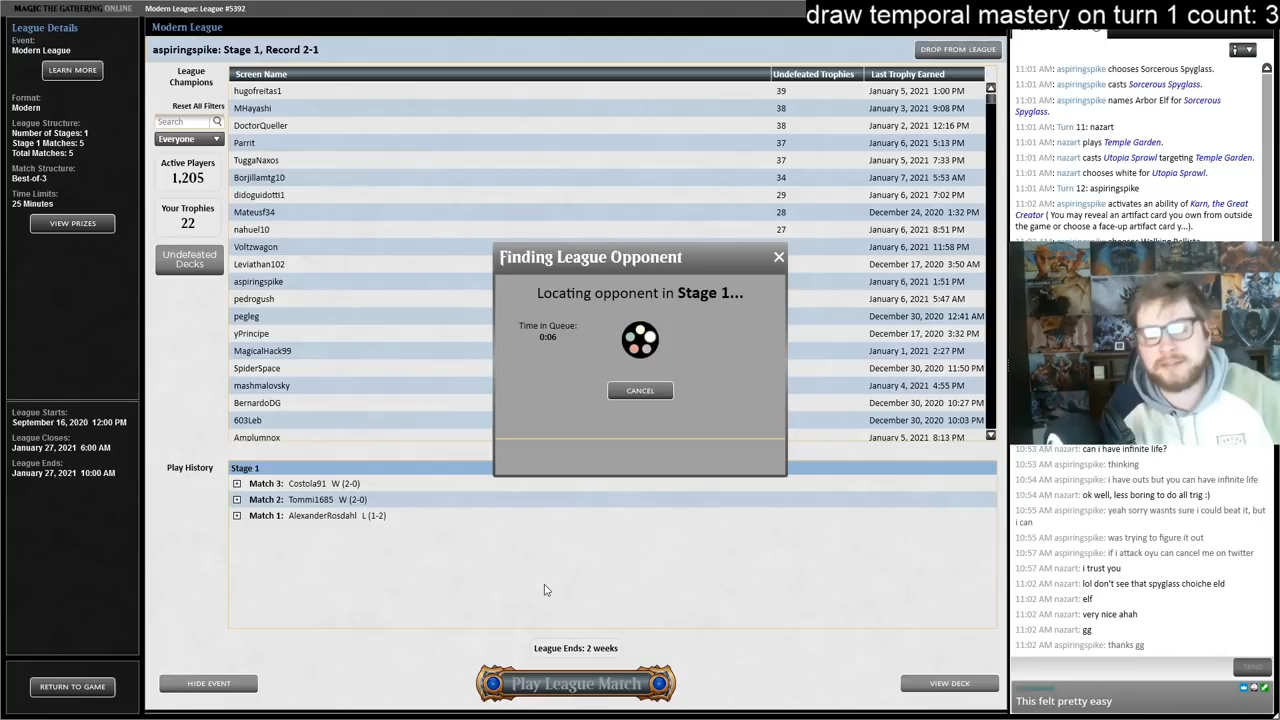 MAGIC THE GATHERING ONLINE
Modern League: League #5392
draw temporal mastery on turn 1 count: 3
League Details
Event:
Modern League
LEARN MORE
Format:
Modern
League Structure:
Number of Stages: 1
Stage 1 Matches: 5
Total Matches: 5
Match Structure:
Best-of-3
Time Limits:
25 Minutes
VIEW PRIZES
League Starts:
September 16, 2020 12:00 PM
League Closes:
January 27, 2021 6:00 AM
League Ends:
January 27, 2021 10:00 AM
RETURN TO GAME
Modern League
aspiringspike: Stage 1, Record 2-1
DROP FROM LEAGUE
League Champions
Reset All Filters
Search
Everyone
Active Players
1,205
Your Trophies
22
Undefeated Decks
Screen Name Undefeated Trophies Last Trophy Earned
hugofreitas1 39 January 5, 2021 1:00 PM
MHayashi 38 January 3, 2021 9:08 PM
DoctorQueller 38 January 2, 2021 12:16 PM
Parrit 37 January 6, 2021 5:13 PM
TuggaNaxos 37 January 5, 2021 7:33 PM
Borjillamtg10 34 January 7, 2021 5:53 AM
didoguidotti1 29 January 6, 2021 7:02 PM
Mateusf34 28 December 24, 2020 1:32 PM
nahuel10 27 January 6, 2021 8:51 PM
Voltzwagon January 6, 2021 11:58 PM
Leviathan102 December 17, 2020 3:50 AM
aspiringspike January 6, 2021 1:51 PM
pedrogush January 6, 2021 5:47 AM
pegleg December 30, 2020 12:41 AM
yPrincipe December 17, 2020 3:32 PM
MagicalHack99 January 1, 2021 2:27 PM
SpiderSpace December 30, 2020 11:50 PM
mashmalovsky January 4, 2021 4:55 PM
BernardoDG December 30, 2020 10:27 PM
603Leb December 30, 2020 10:03 PM
Amplumnox January 5, 2021 8:13 PM
Finding League Opponent
Locating opponent in Stage 1...
Time in Queue:
0:06
CANCEL
Play History
Stage 1
Match 3: Costola91 W (2-0)
Match 2: Tommi1685 W (2-0)
Match 1: AlexanderRosdahl L (1-2)
League Ends: 2 weeks
HIDE EVENT
Play League Match
VIEW DECK
11:01 AM: aspiringspike chooses Sorcerous Spyglass.
11:01 AM: aspiringspike casts Sorcerous Spyglass.
11:01 AM: aspiringspike names Arbor Elf for Sorcerous
Spyglass.
11:01 AM: Turn 11: nazart
11:01 AM: nazart plays Temple Garden.
11:01 AM: nazart casts Utopia Sprawl targeting Temple Garden.
11:01 AM: nazart chooses white for Utopia Sprawl.
11:01 AM: Turn 12: aspiringspike
11:02 AM: aspiringspike activates an ability of Karn, the Great
Creator ( You may reveal an artifact card you own from outside
the game or choose a face-up artifact card y...).
can i have infinite life?
10:53 AM aspiringspike: thinking
10:54 AM aspiringspike: i have outs but you can have infinite life
10:54 AM nazart: ok well, less boring to do all trig :)
10:55 AM aspiringspike: yeah sorry wasnts sure i could beat it, but
i can
10:55 AM aspiringspike: was trying to figure it out
10:57 AM aspiringspike: if i attack oyu can cancel me on twitter
10:57 AM nazart: i trust you
11:02 AM nazart: lol don't see that spyglass choiche eld
11:02 AM nazart: elf
11:02 AM nazart: very nice ahah
11:02 AM nazart: gg
11:02 AM aspiringspike: thanks gg
SEND
This felt pretty easy